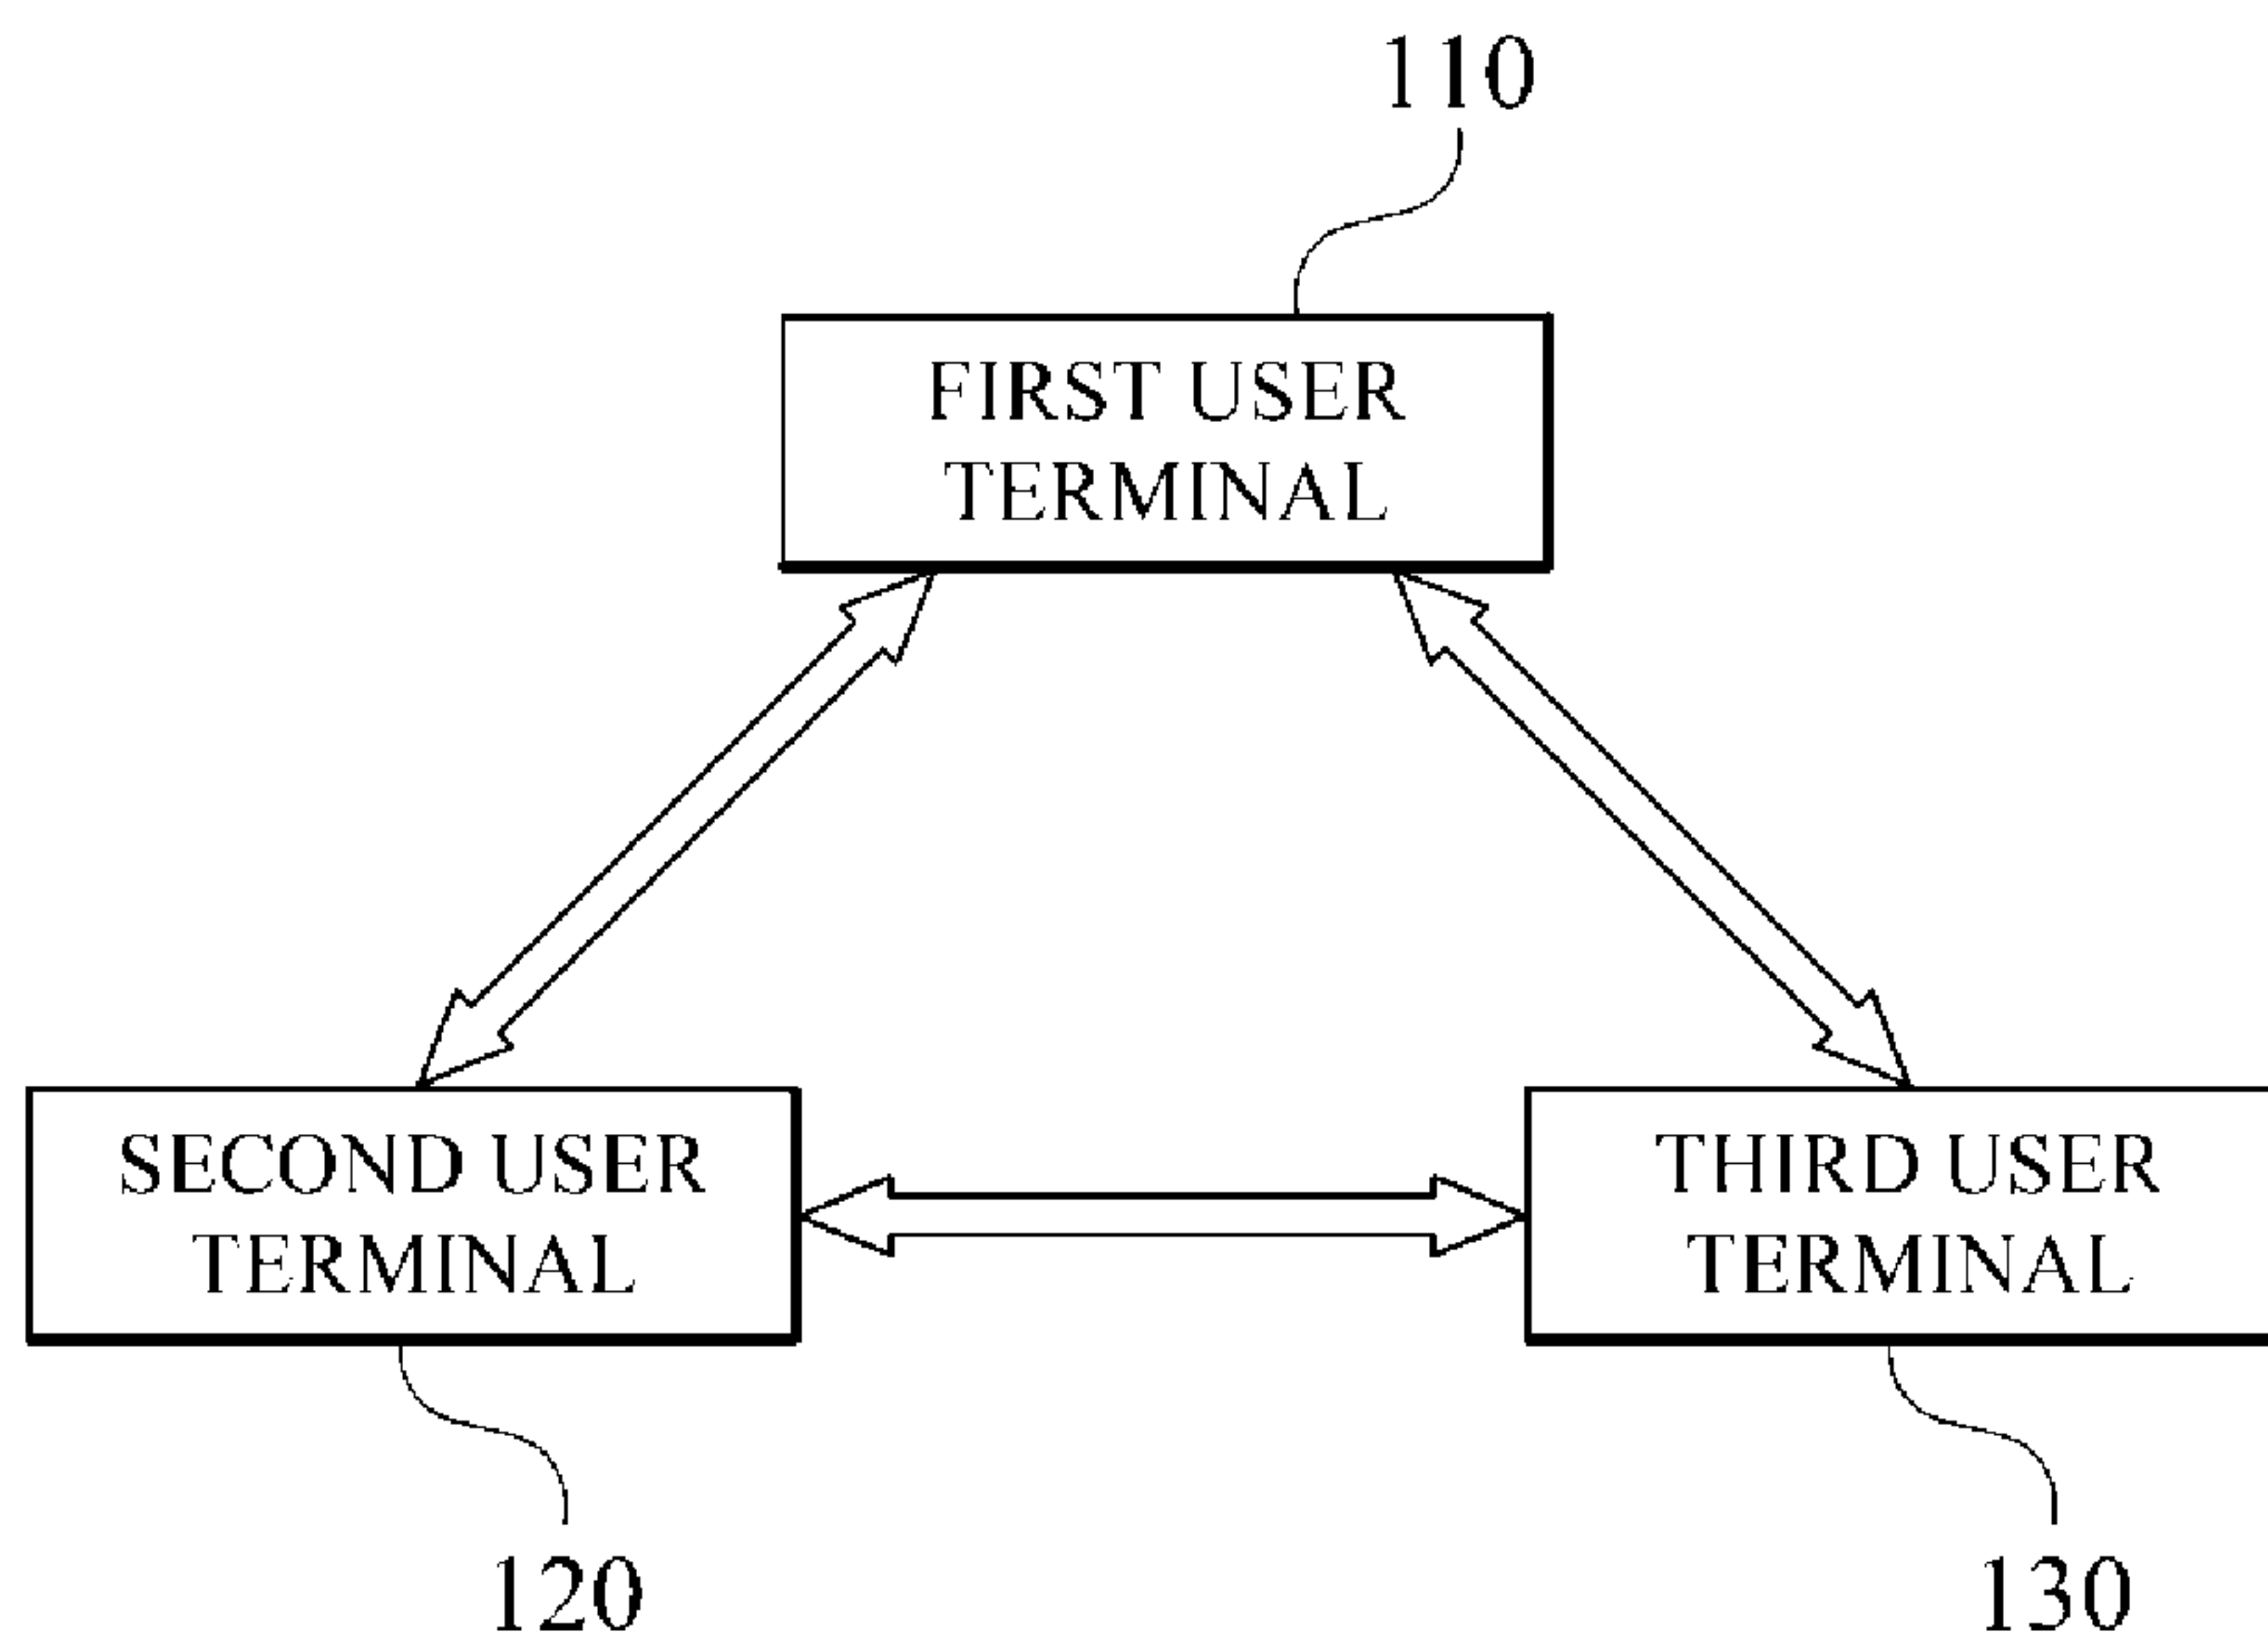 110
FIRST USER
TERMINAL
SECOND USER
TERMINAL
THIRD USER
TERMINAL
120
130